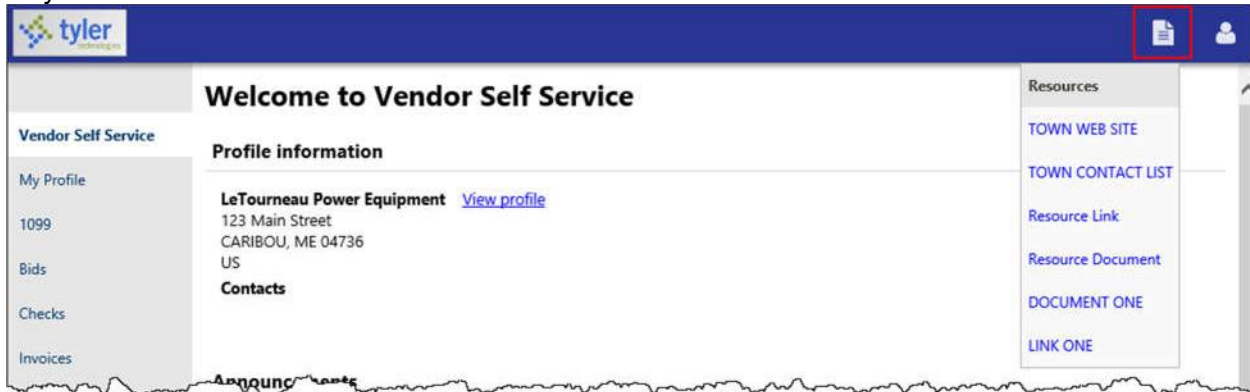 tyler
technologies
Welcome to Vendor Self Service
Vendor Self Service
My Profile
1099
Bids
Checks
Invoices
Profile information
LeTourneau Power Equipment View profile
123 Main Street
CARIBOU, ME 04736
US
Contacts
Resources
TOWN WEB SITE
TOWN CONTACT LIST
Resource Link
Resource Document
DOCUMENT ONE
LINK ONE